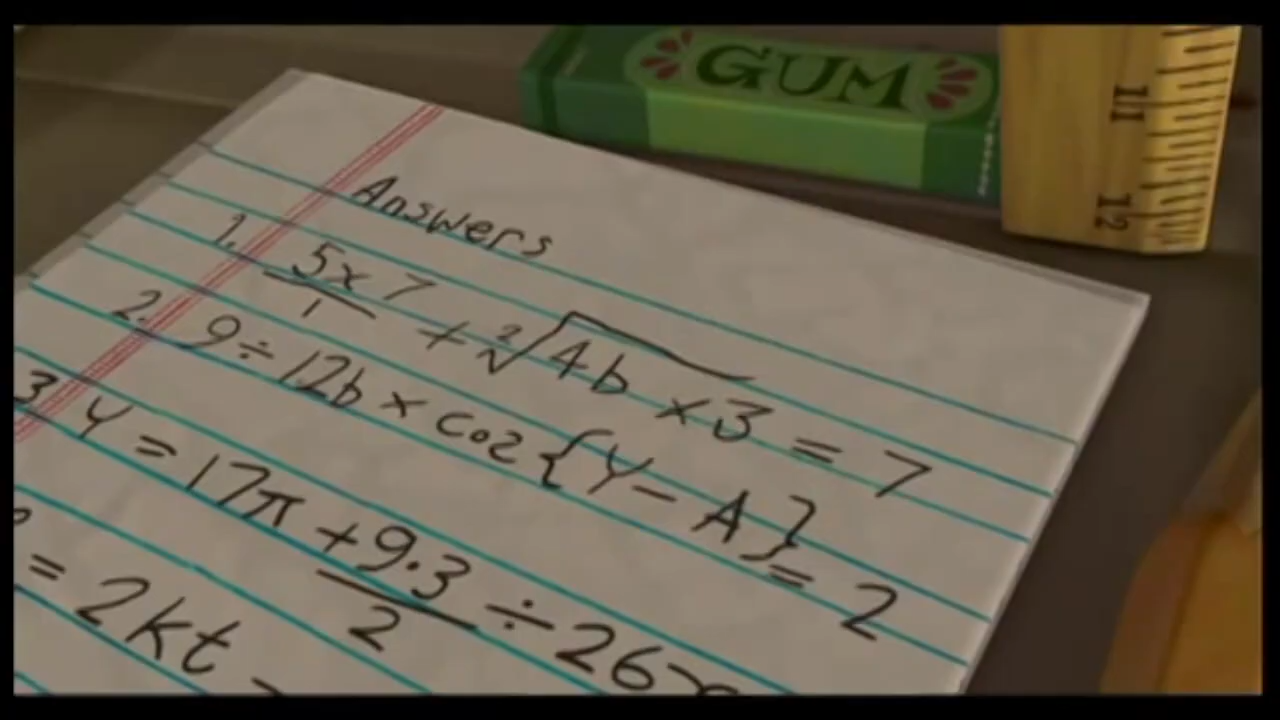 GUM
11
12
Answers
1. 5x7/1 + ²√4b x3 = 7
2. 9÷12b x coz{Y-A}=2
3 Y = 17π + 9.3/2 ÷ 26
= 2kt